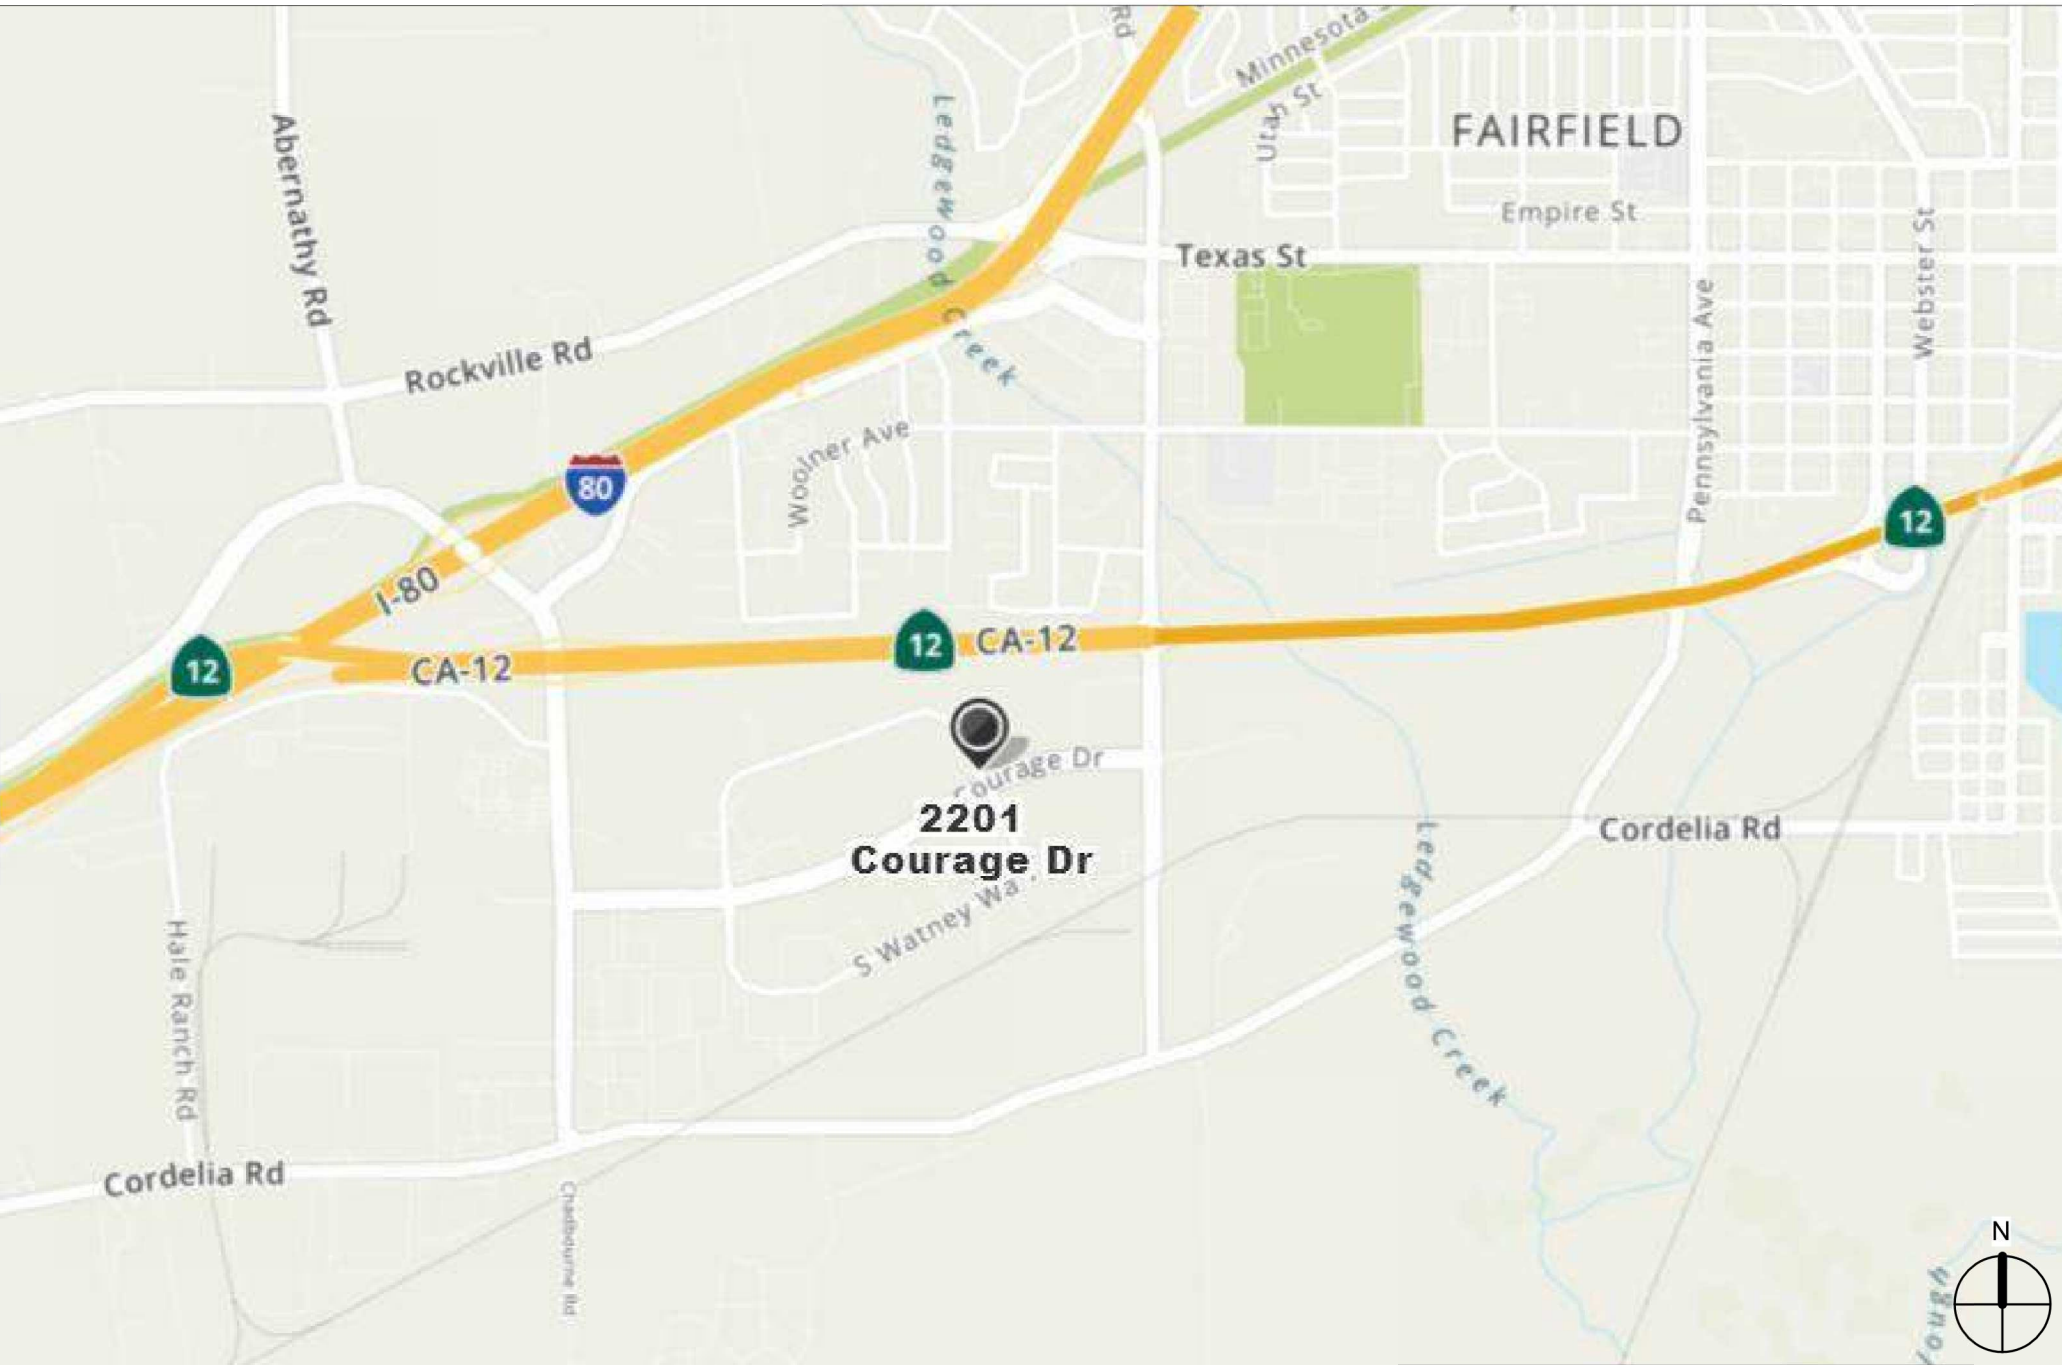 Rd
Minnesota
Utah St
FAIRFIELD
Empire St
Texas St
Abernathy Rd
Ledgewood Creek
Rockville Rd
Webster St
Pennsylvania Ave
Woolner Ave
80
I-80
12
12
12
CA-12
CA-12
Courage Dr
2201
Courage Dr
S Watney
Cordelia Rd
Ledgewood Creek
Hale Ranch Rd
Cordelia Rd
Chadbourne Rd
N